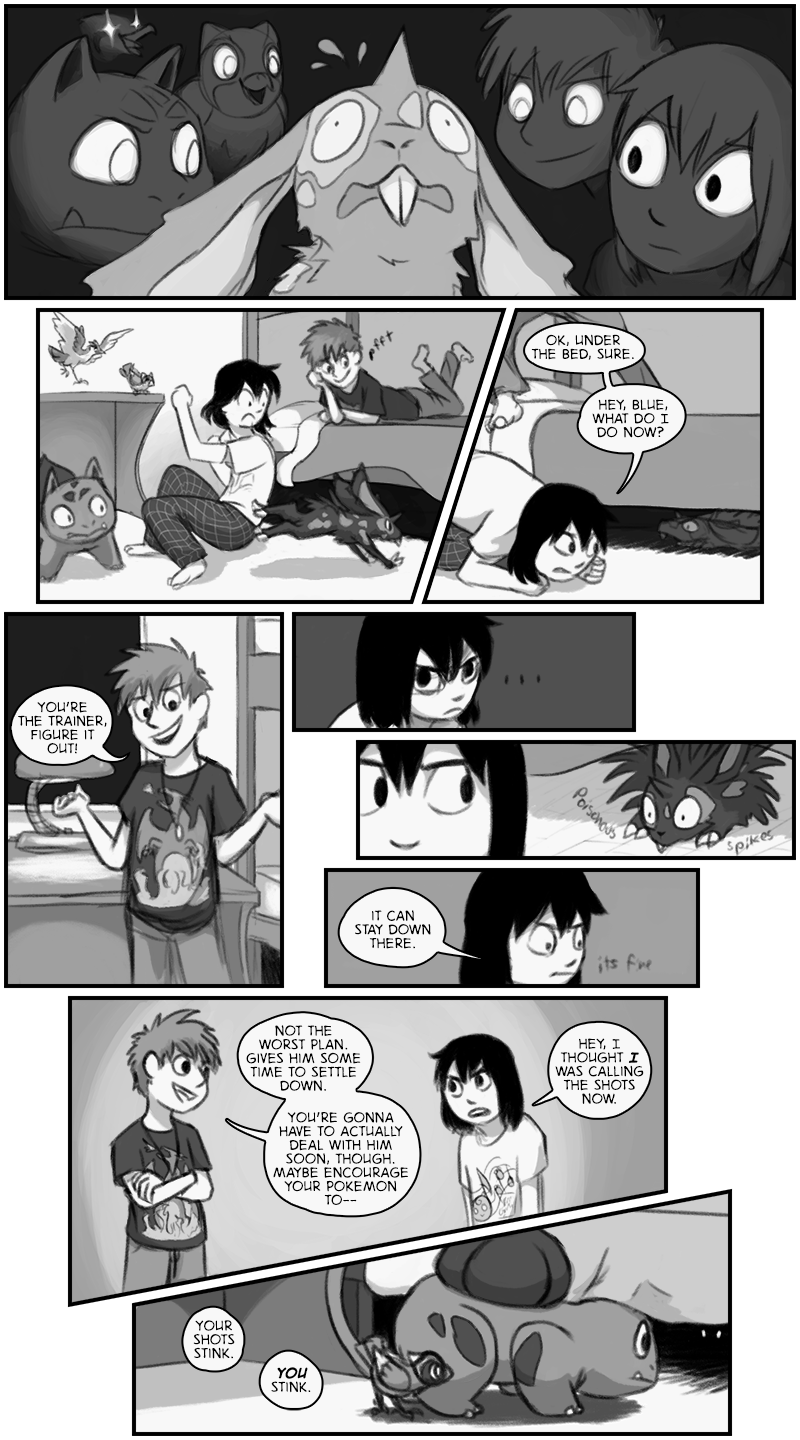 pfft
OK, UNDER
THE BED, SURE.
HEY, BLUE,
WHAT DO I
DO NOW?
YOU'RE
THE TRAINER,
FIGURE IT
OUT!
...
Poisonous
spikes
IT CAN
STAY DOWN
THERE.
its fine
NOT THE
WORST PLAN.
GIVES HIM SOME
TIME TO SETTLE
DOWN.
YOU'RE GONNA
HAVE TO ACTUALLY
DEAL WITH HIM
SOON, THOUGH.
MAYBE ENCOURAGE
YOUR POKEMON
TO--
HEY, I
THOUGHT I
WAS CALLING
THE SHOTS
NOW.
YOUR
SHOTS
STINK.
YOU
STINK.
...